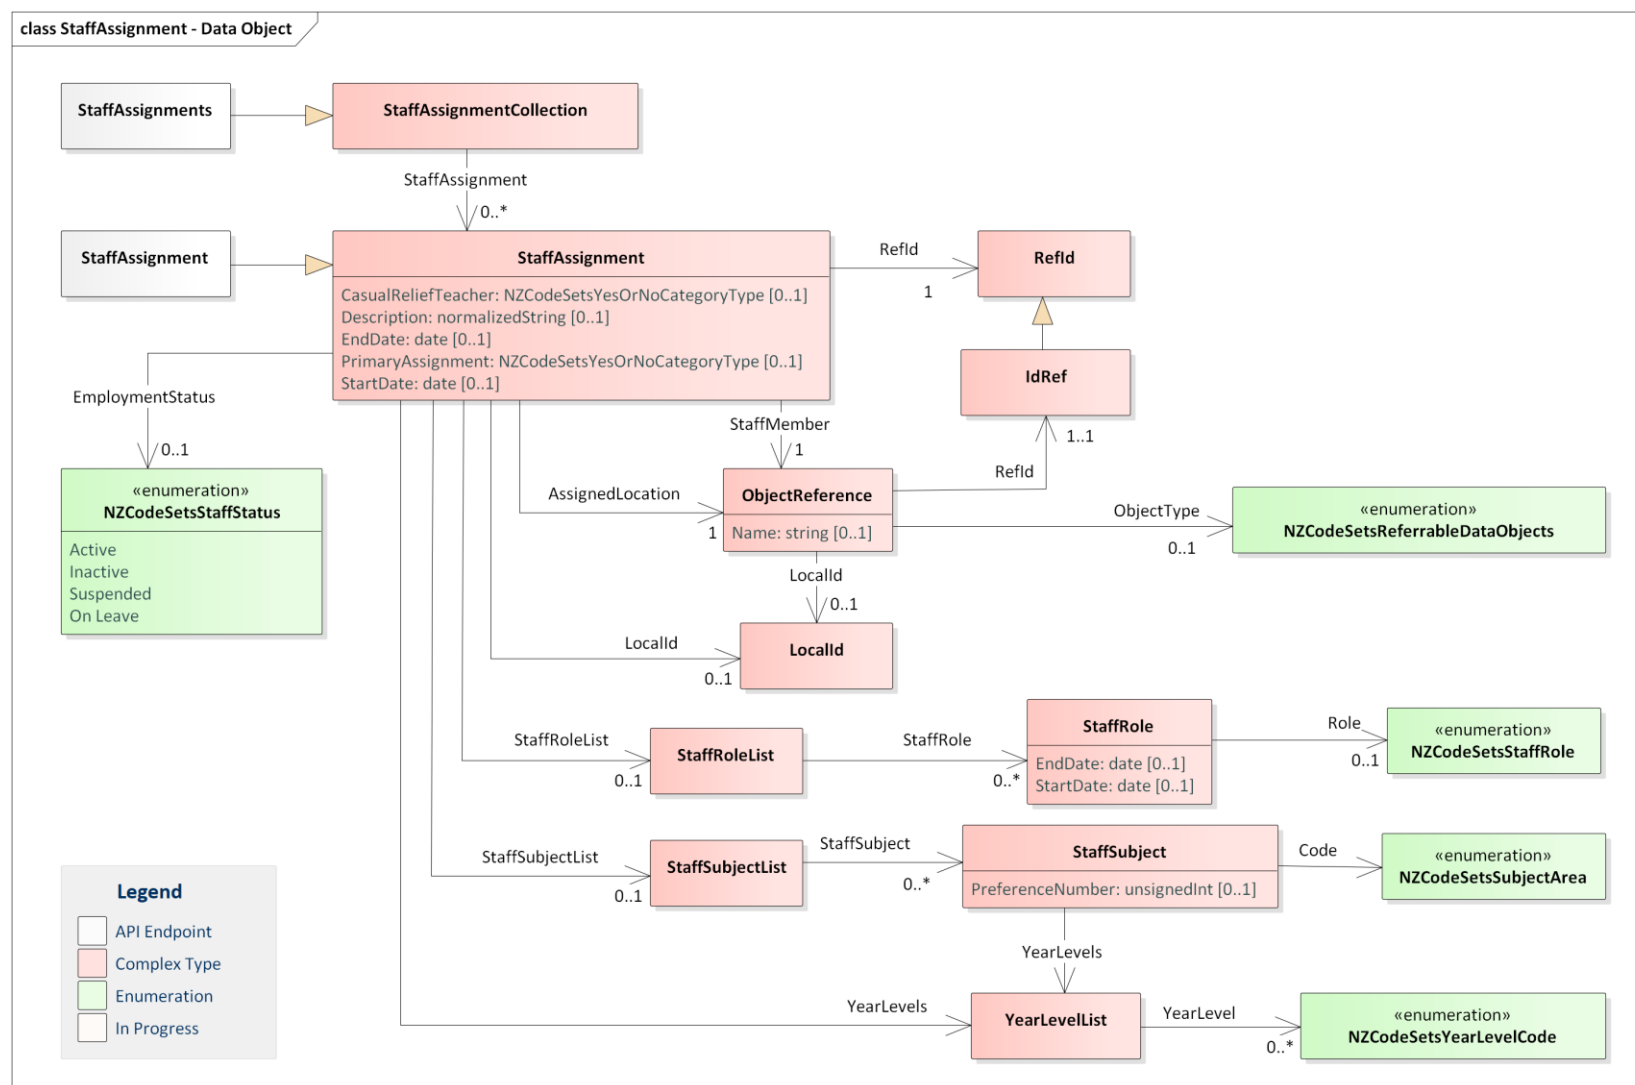 class StaffAssignment - Data Object
StaffAssignments
StaffAssignmentCollection
StaffAssignment
0..*
StaffAssignment
StaffAssignment
CasualReliefTeacher: NZCodeSetsYesOrNoCategoryType [0..1]
Description: normalizedString [0..1]
EndDate: date [0..1]
PrimaryAssignment: NZCodeSetsYesOrNoCategoryType [0..1]
StartDate: date [0..1]
RefId
1
RefId
IdRef
1..1
RefId
EmploymentStatus
0..1
«enumeration»
NZCodeSetsStaffStatus
Active
Inactive
Suspended
On Leave
StaffMember
1
AssignedLocation
1
ObjectReference
Name: string [0..1]
ObjectType
0..1
«enumeration»
NZCodeSetsReferrableDataObjects
LocalId
0..1
LocalId
0..1
LocalId
StaffRoleList
0..1
StaffRoleList
StaffRole
0..*
StaffRole
EndDate: date [0..1]
StartDate: date [0..1]
Role
0..1
«enumeration»
NZCodeSetsStaffRole
StaffSubjectList
0..1
StaffSubjectList
StaffSubject
0..*
StaffSubject
PreferenceNumber: unsignedInt [0..1]
Code
«enumeration»
NZCodeSetsSubjectArea
YearLevels
YearLevels
YearLevelList
YearLevel
0..*
«enumeration»
NZCodeSetsYearLevelCode
Legend
API Endpoint
Complex Type
Enumeration
In Progress